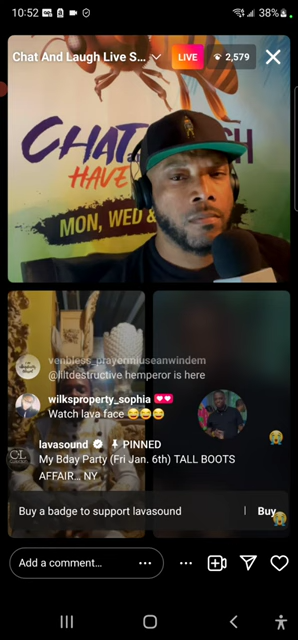 10:52
38%
Chat And Laugh Live S...
LIVE
2,579
CHAT
HAVE
MON, WED &
venbless_prayerminiseanwindem
@liltdestructive hemperor is here
wilksproperty_sophia
Watch lava face 😂😂😂
lavasound PINNED
My Bday Party (Fri Jan. 6th) TALL BOOTS
AFFAIR... NY
Buy a badge to support lavasound
Buy
Add a comment...